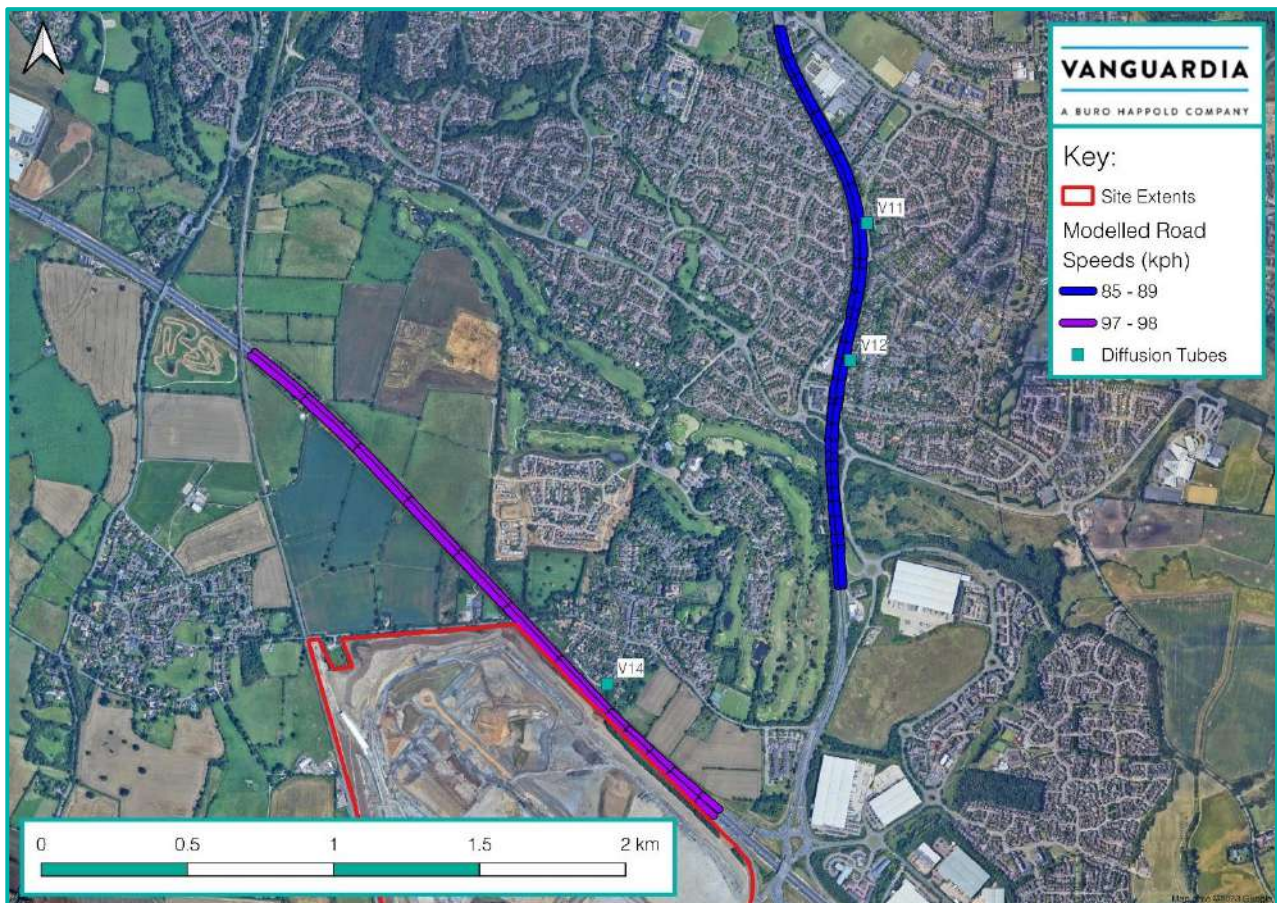 VANGUARDIA
A BURO HAPPOLD COMPANY
Key:
Site Extents
Modelled Road
Speeds (kph)
85 - 89
97 - 98
Diffusion Tubes
V11
V12
V14
0 0.5 1 1.5 2 km